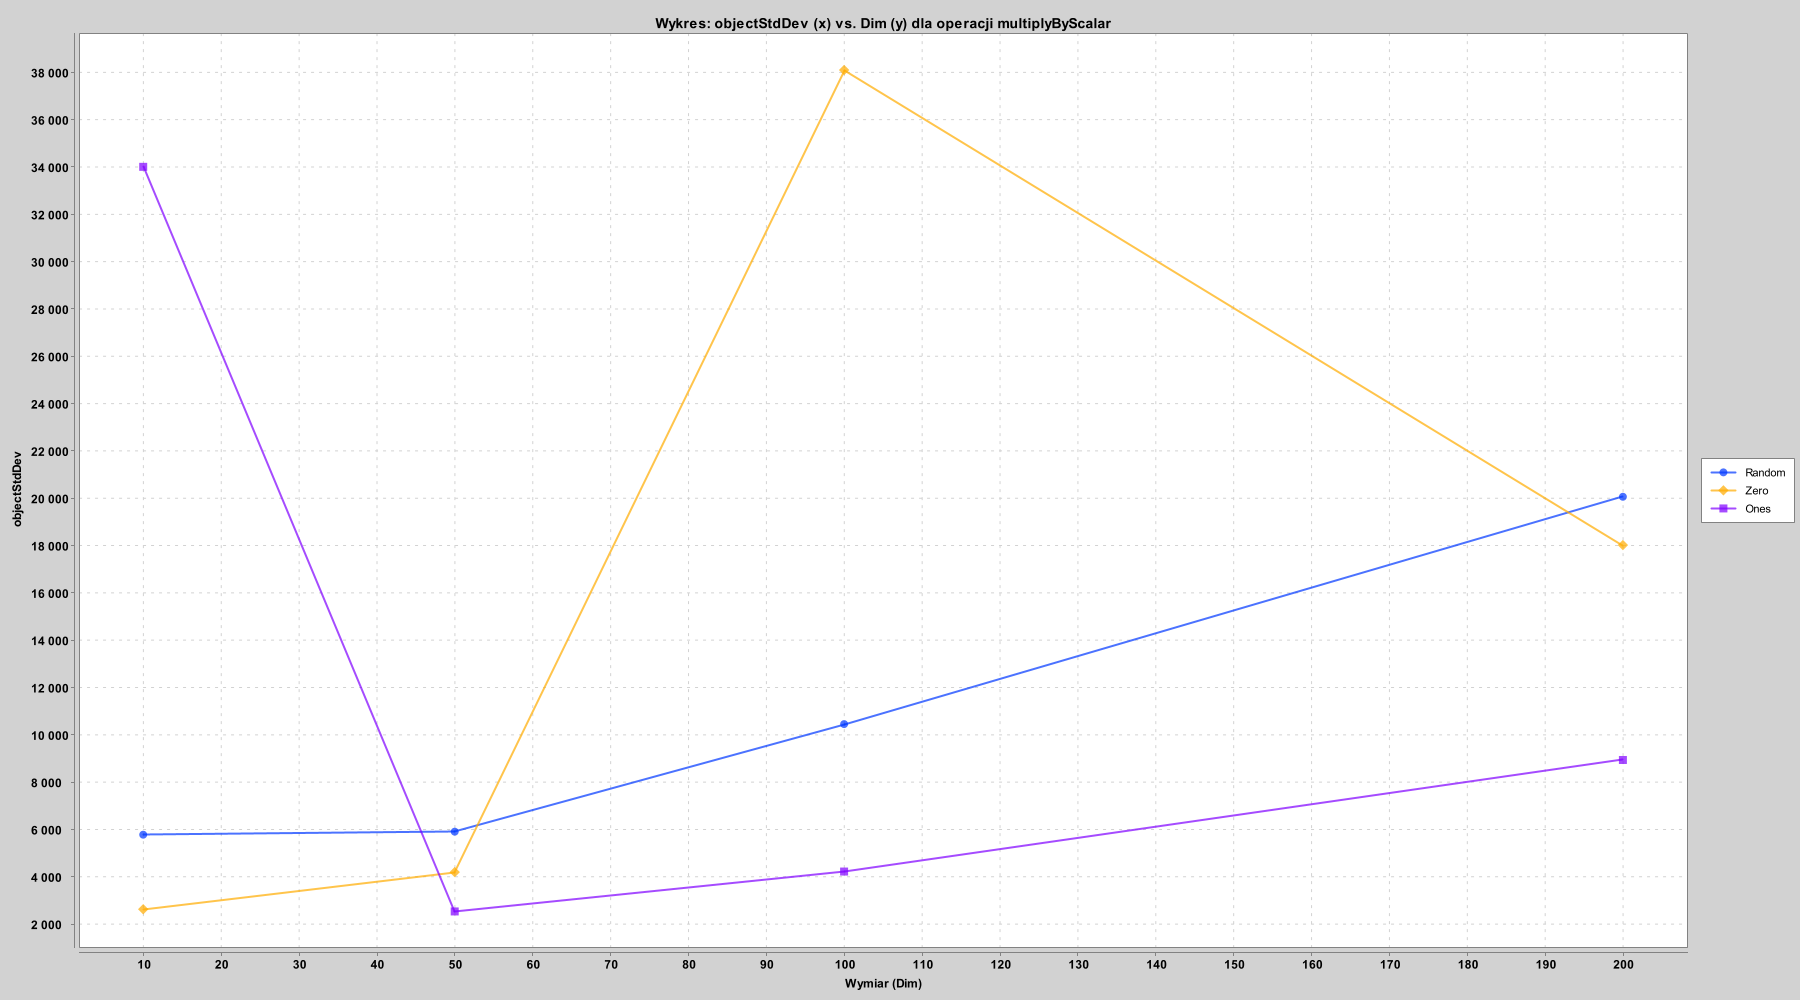 Wykres: objectStdDev (x) vs. Dim (y) dla operacji multiplyByScalar
38 000
36 000
34 000
32 000
30 000
28 000
26 000
24 000
22 000
20 000
18 000
16 000
14 000
12 000
10 000
8 000
6 000
4 000
2 000
objectStdDev
10 20 30 40 50 60 70 80 90 100 110 120 130 140 150 160 170 180 190 200
Wymiar (Dim)
Random
Zero
Ones